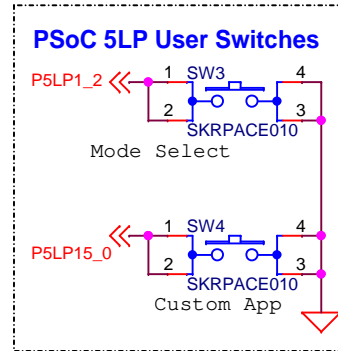 PSoC 5LP User Switches
1 SW3 4
P5LP1_2
2 3
SKRPACE010
Mode Select
1 SW4 4
P5LP15_0
2 3
SKRPACE010
Custom App